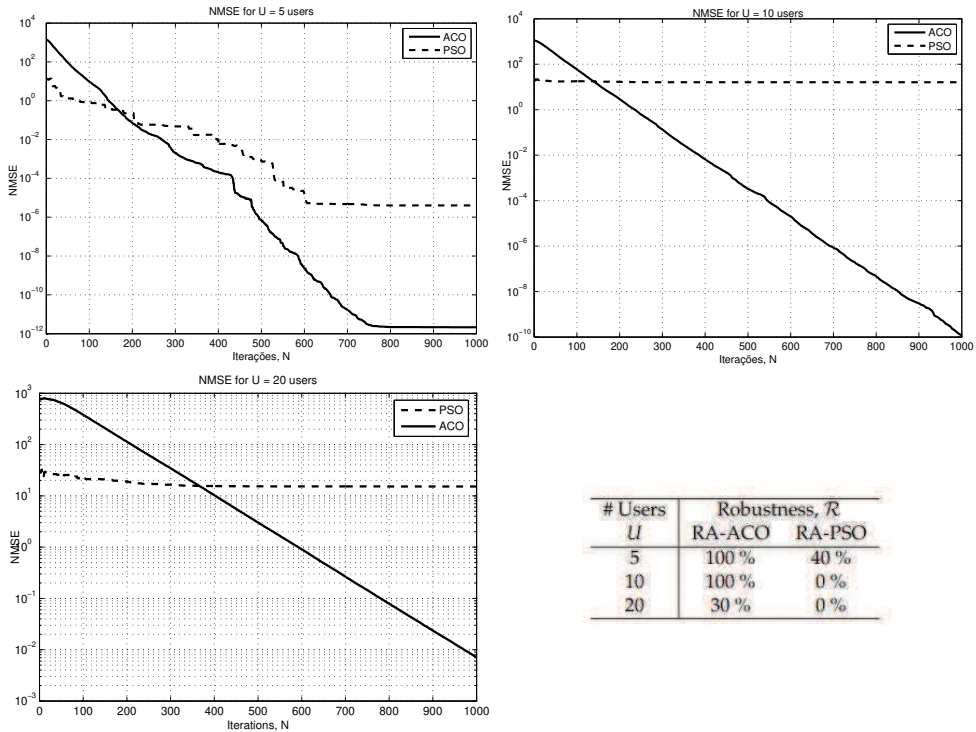 NMSE for U = 5 users
10^4
10^2
10^0
10^-2
10^-4
10^-6
10^-8
10^-10
10^-12
NMSE
0 100 200 300 400 500 600 700 800 900 1000
Iterações, N
ACO
PSO
NMSE for U = 10 users
10^4
10^2
10^0
10^-2
10^-4
10^-6
10^-8
10^-10
NMSE
0 100 200 300 400 500 600 700 800 900 1000
Iterações, N
ACO
PSO
NMSE for U = 20 users
10^3
10^2
10^1
10^0
10^-1
10^-2
10^-3
NMSE
0 100 200 300 400 500 600 700 800 900 1000
Iterations, N
PSO
ACO
# Users Robustness, R
U RA-ACO RA-PSO
5 100 % 40 %
10 100 % 0 %
20 30 % 0 %